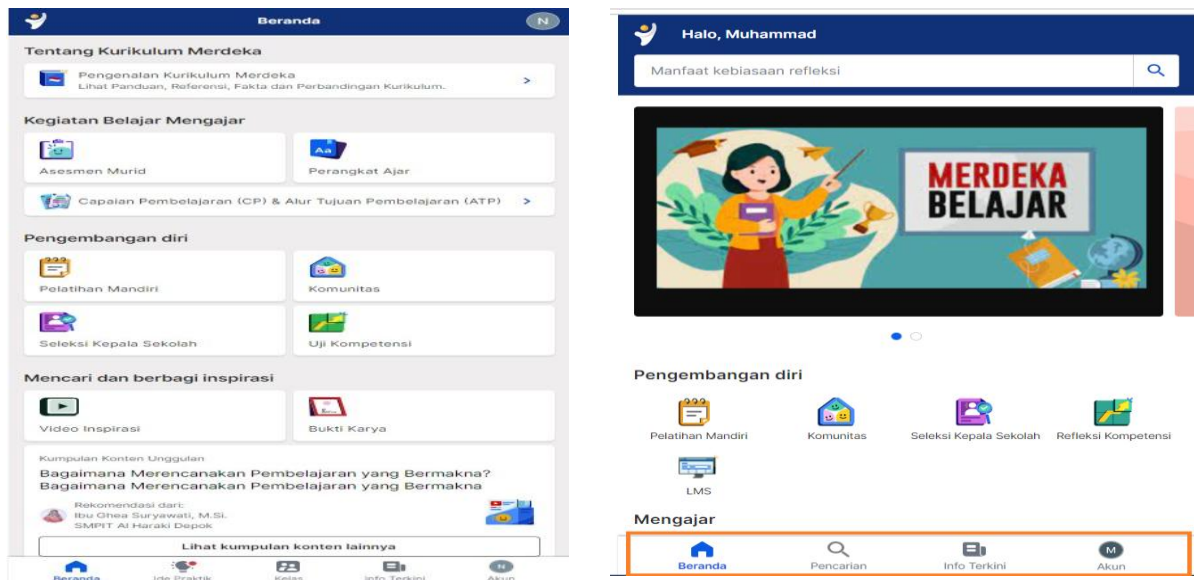 Beranda
N
Tentang Kurikulum Merdeka
Pengenalan Kurikulum Merdeka
Lihat Panduan, Referensi, Fakta dan Perbandingan Kurikulum.
Kegiatan Belajar Mengajar
Aa
Asesmen Murid
Perangkat Ajar
Capaian Pembelajaran (CP) & Alur Tujuan Pembelajaran (ATP)
Pengembangan diri
Pelatihan Mandiri
Komunitas
Seleksi Kepala Sekolah
Uji Kompetensi
Mencari dan berbagi inspirasi
Video Inspirasi
Bukti Karya
Kumpulan Konten Unggulan
Bagaimana Merencanakan Pembelajaran yang Bermakna?
Bagaimana Merencanakan Pembelajaran yang Bermakna
Rekomendasi dari:
Ibu Ghea Suryawati, M.Si.
SMPIT Al Haraki Depok
Lihat kumpulan konten lainnya
Beranda
Ide Praktik
Kelas
Info Terkini
N
Akun
Halo, Muhammad
Manfaat kebiasaan refleksi
MERDEKA
BELAJAR
Pengembangan diri
Pelatihan Mandiri
Komunitas
Seleksi Kepala Sekolah
Refleksi Kompetensi
LMS
Mengajar
Beranda
Pencarian
Info Terkini
M
Akun